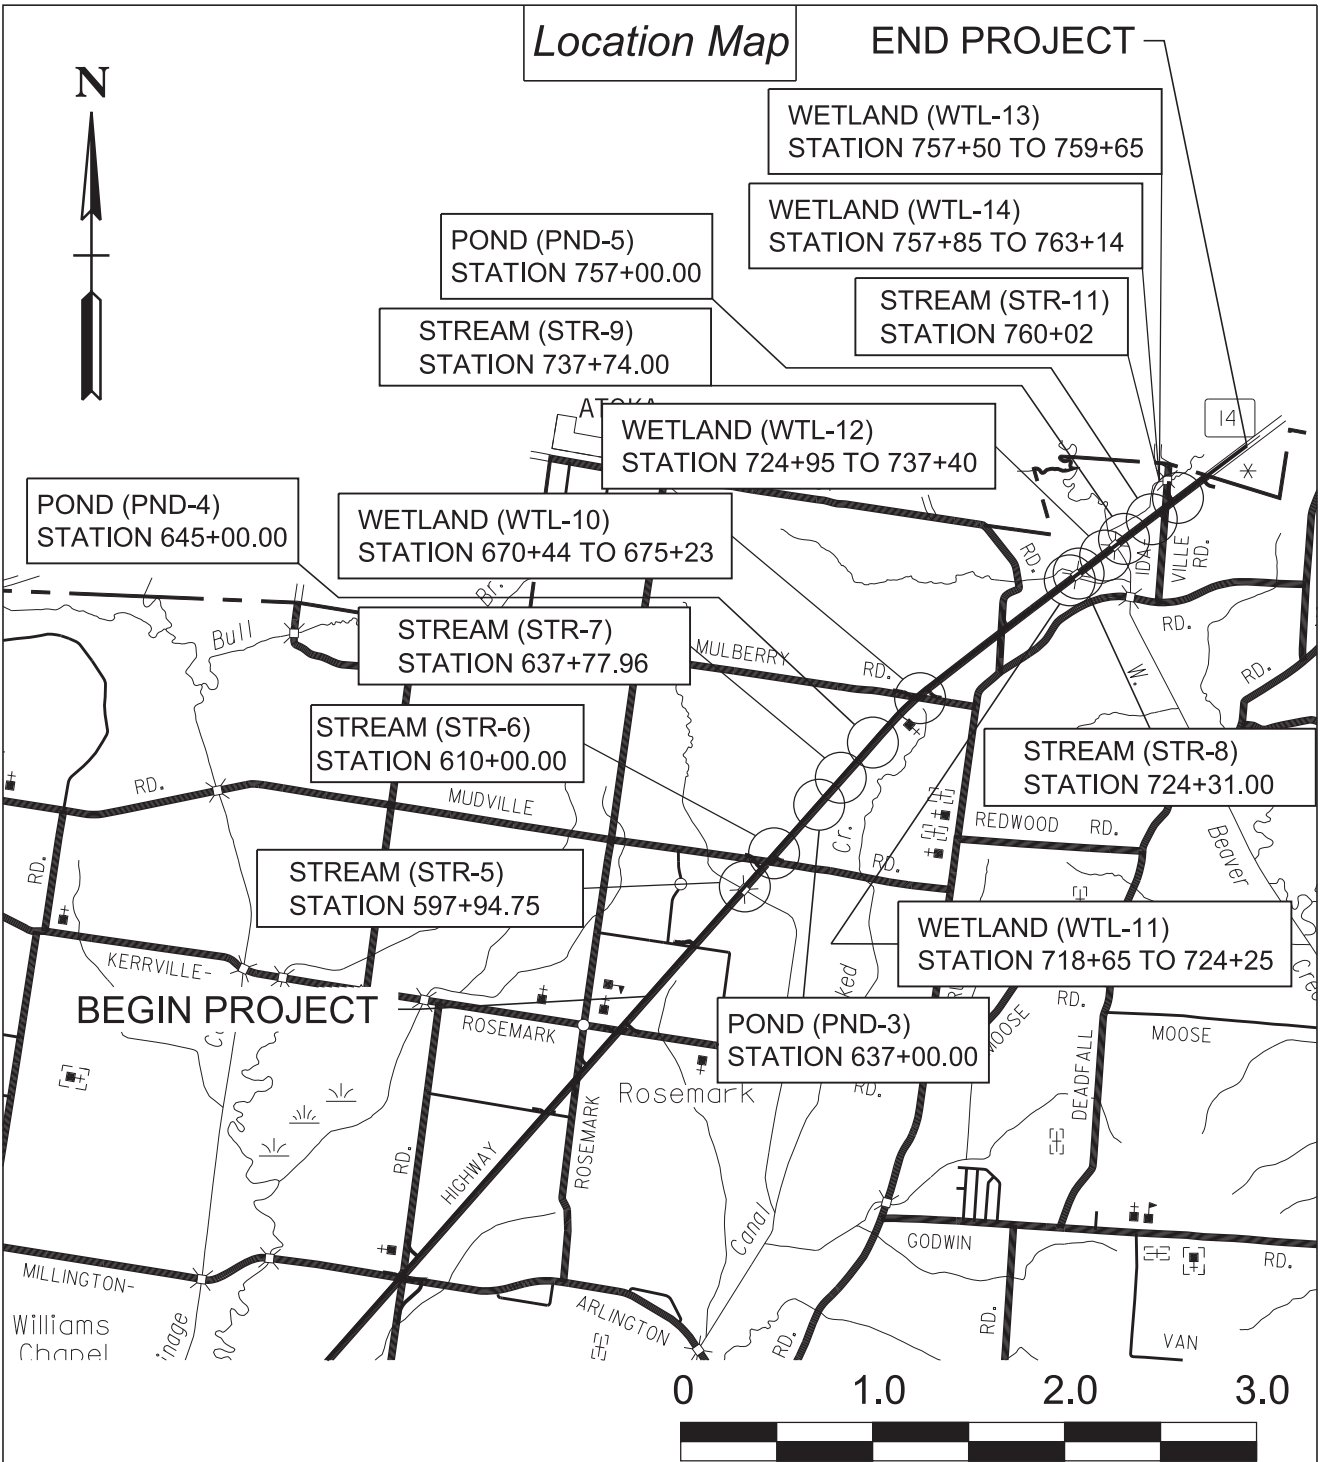 Location Map
END PROJECT
N
WETLAND (WTL-13)
STATION 757+50 TO 759+65
WETLAND (WTL-14)
STATION 757+85 TO 763+14
POND (PND-5)
STATION 757+00.00
STREAM (STR-11)
STATION 760+02
STREAM (STR-9)
STATION 737+74.00
14
WETLAND (WTL-12)
STATION 724+95 TO 737+40
POND (PND-4)
STATION 645+00.00
WETLAND (WTL-10)
STATION 670+44 TO 675+23
RD.
IDA-
VILLE
RD.
Br.
Bull
STREAM (STR-7)
STATION 637+77.96
MULBERRY
RD.
RD.
W.
RD.
STREAM (STR-6)
STATION 610+00.00
STREAM (STR-8)
STATION 724+31.00
RD.
MUDVILLE
REDWOOD RD.
Cr.
RD.
Beaver
RD.
STREAM (STR-5)
STATION 597+94.75
WETLAND (WTL-11)
STATION 718+65 TO 724+25
KERRVILLE-
BEGIN PROJECT
ROSEMARK
RD.
MOOSE
MOOSE
POND (PND-3)
STATION 637+00.00
Rosemark
RD.
DEADFALL
ROSEMARK
RD.
HIGHWAY
Canal
GODWIN
RD.
MILLINGTON-
ARLINGTON
RD.
RD.
VAN
Williams
Chapel
0 1.0 2.0 3.0